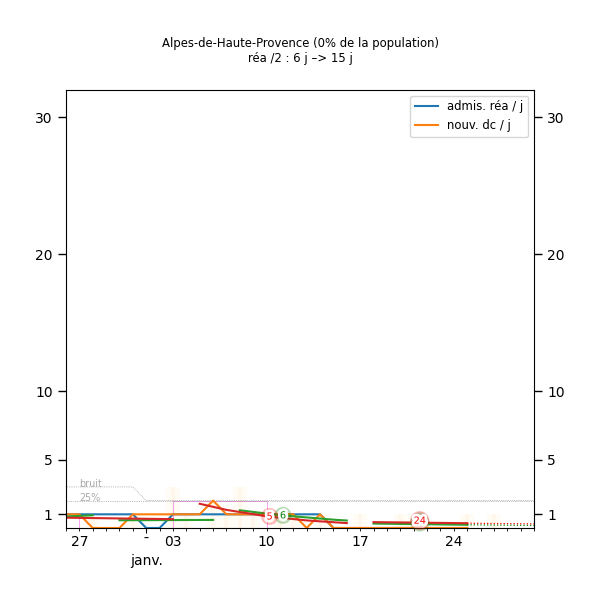 Alpes-de-Haute-Provence (0% de la population)
réa /2 : 6 j –> 15 j
admis. réa / j
nouv. dc / j
30 30
20 20
10 10
5 5
bruit
25%
1 5 6 24 1
27 - 03 10 17 24
janv.